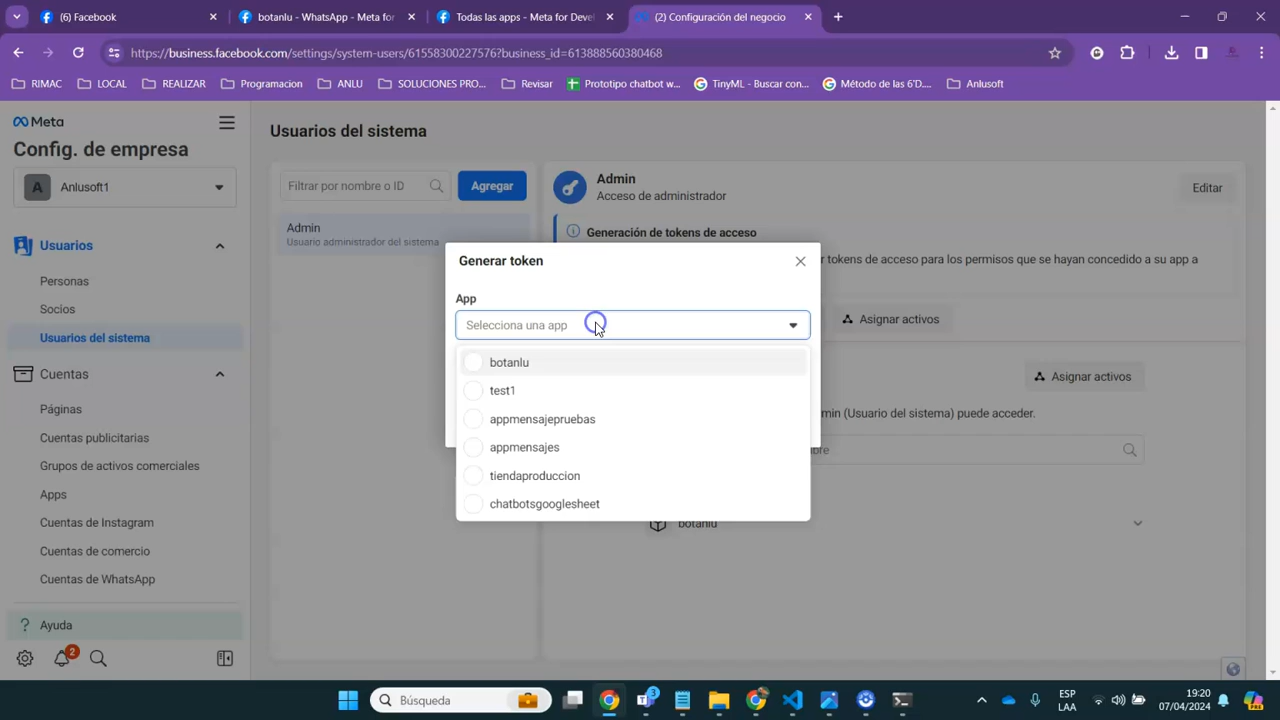 (6) Facebook
botanlu - WhatsApp - Meta for
Todas las apps - Meta for Devel
(2) Configuración del negocio
https://business.facebook.com/settings/system-users/61558300227576?business_id=613888560380468
RIMAC
LOCAL
REALIZAR
Programacion
ANLU
SOLUCIONES PRO...
Revisar
Prototipo chatbot w...
TinyML - Buscar con...
Método de las 6'D....
Anlusoft
Meta
Config. de empresa
A
Anlusoft1
Usuarios
Personas
Socios
Usuarios del sistema
Cuentas
Páginas
Cuentas publicitarias
Grupos de activos comerciales
Apps
Cuentas de Instagram
Cuentas de comercio
Cuentas de WhatsApp
? Ayuda
2
Usuarios del sistema
Filtrar por nombre o ID
Agregar
Admin
Usuario administrador del sistema
Admin
Acceso de administrador
Editar
Generación de tokens de acceso
tokens de acceso para los permisos que se hayan concedido a su app a
Asignar activos
Asignar activos
(Usuario del sistema) puede acceder.
botanlu
Generar token
App
Selecciona una app
botanlu
test1
appmensajepruebas
appmensajes
tiendaproduccion
chatbotsgooglesheet
Búsqueda
3
ESP
LAA
19:20
07/04/2024